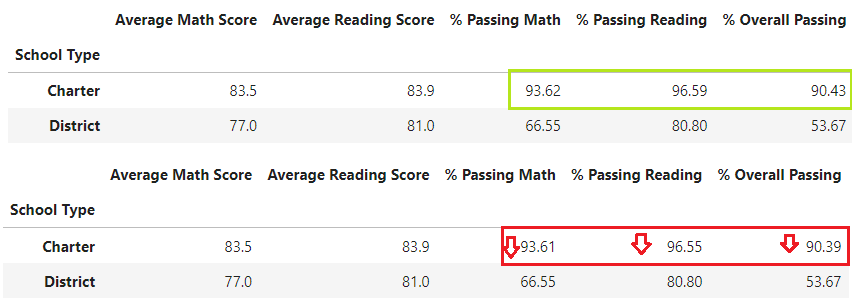 Average Math Score Average Reading Score % Passing Math % Passing Reading % Overall Passing
School Type
Charter 83.5 83.9 93.62 96.59 90.43
District 77.0 81.0 66.55 80.80 53.67
Average Math Score Average Reading Score % Passing Math % Passing Reading % Overall Passing
School Type
Charter 83.5 83.9 93.61 96.55 90.39
District 77.0 81.0 66.55 80.80 53.67